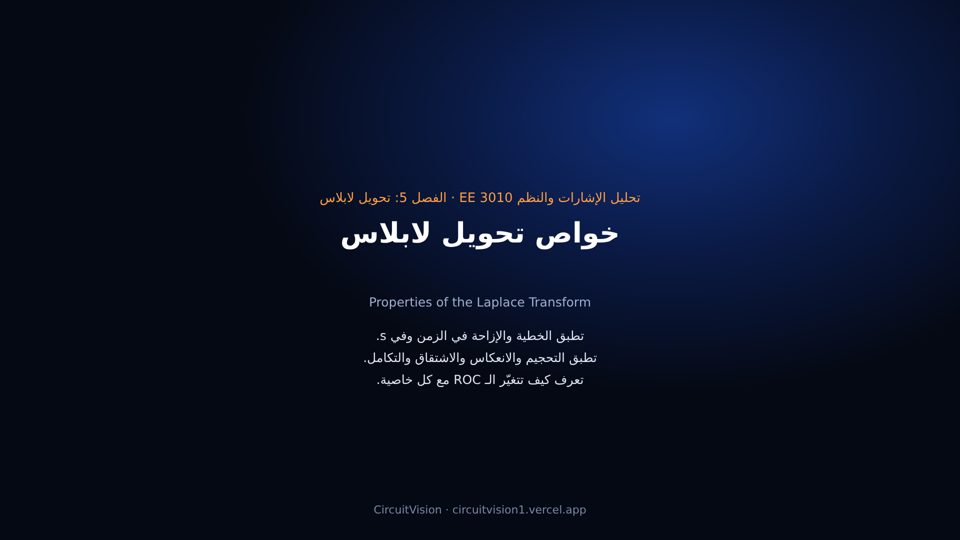 تحليل الإشارات والنظم EE 3010 · الفصل 5: تحويل لابلاس
خواص تحويل لابلاس
Properties of the Laplace Transform
تطبق الخطية والإزاحة في الزمن وفي s.
تطبق التحجيم والانعكاس والاشتقاق والتكامل.
تعرف كيف تتغيّر الـ ROC مع كل خاصية.
CircuitVision · circuitvision1.vercel.app